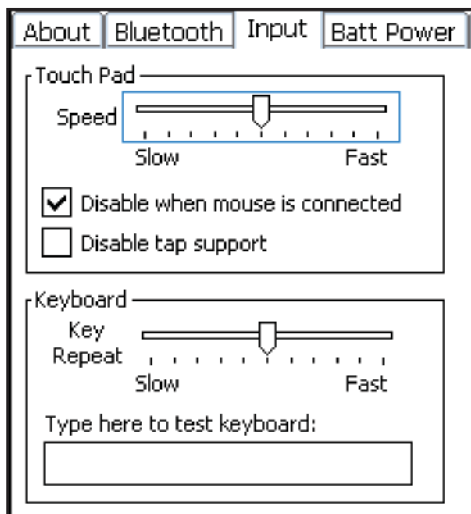 About Bluetooth Input Batt Power
Touch Pad
Speed
Slow Fast
Disable when mouse is connected
Disable tap support
Keyboard
Key
Repeat
Slow Fast
Type here to test keyboard: